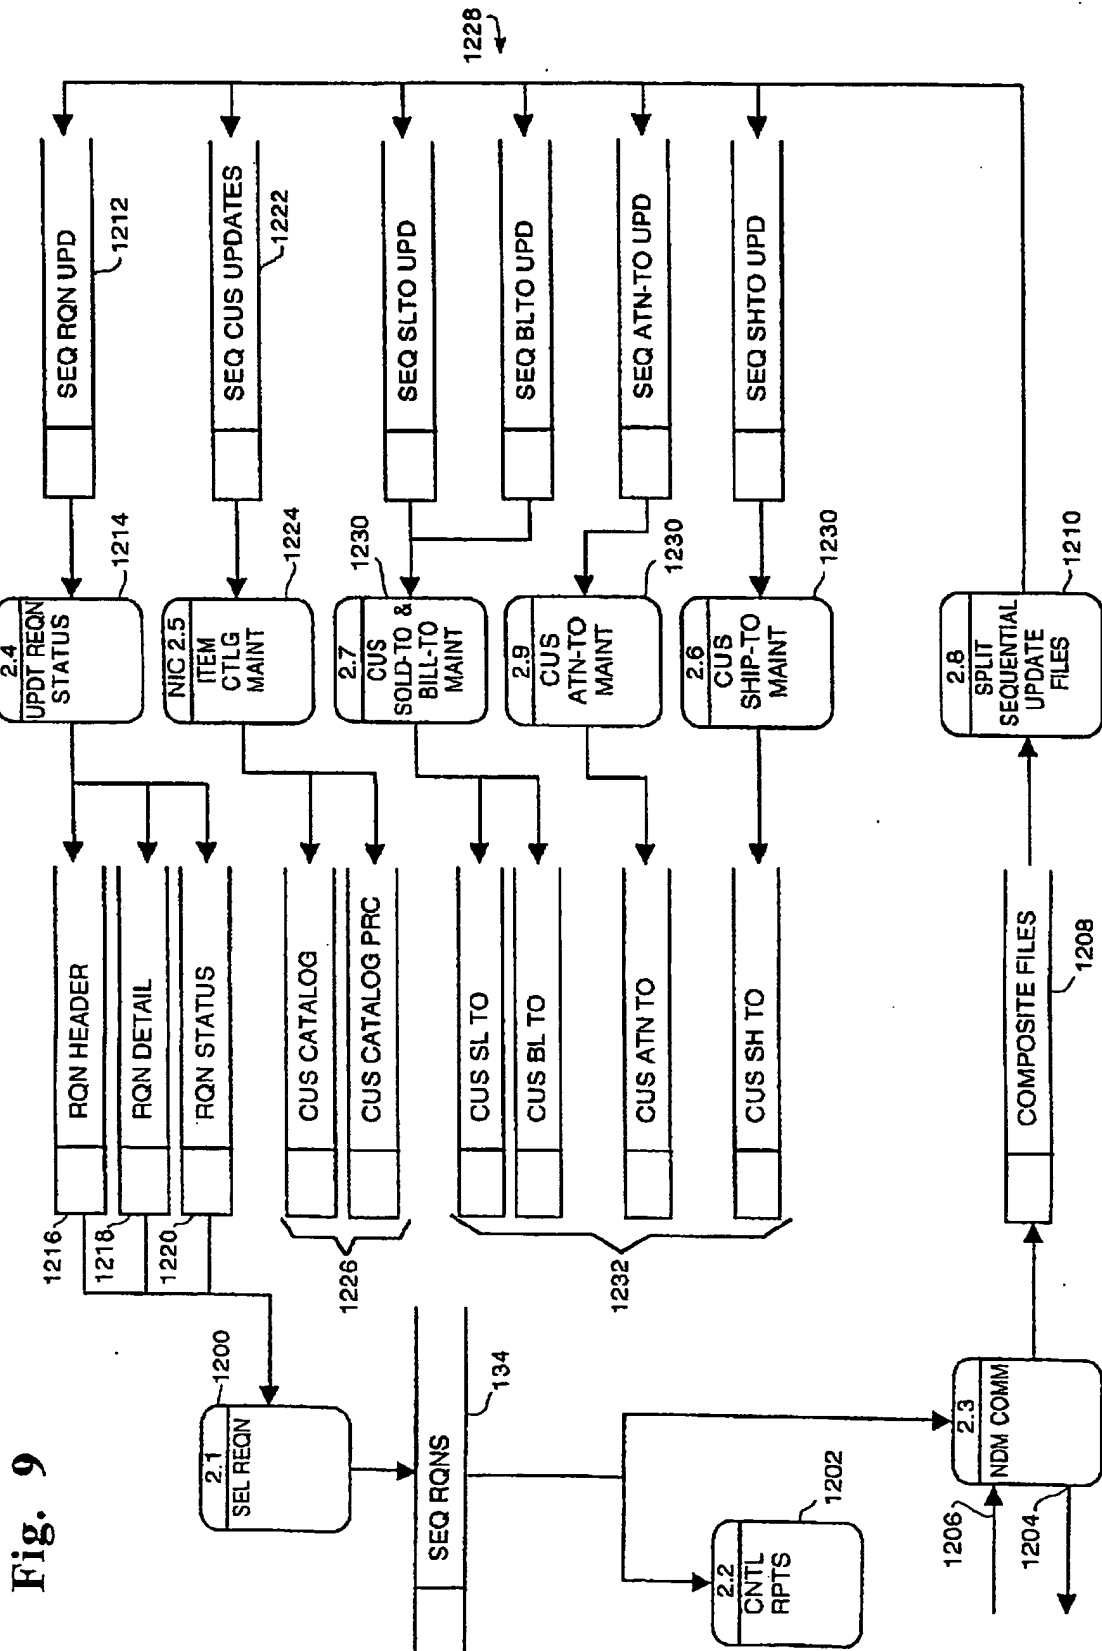 Fig. 9
2.1
SEL REQN
1200
SEQ RQNS
134
2.2
CNTL
RPTS
1202
2.3
NDM COMM
1206
1204
1216
RQN HEADER
1218
RQN DETAIL
1220
RQN STATUS
CUS CATALOG
CUS CATALOG PRC
1226
CUS SL TO
CUS BL TO
CUS ATN TO
CUS SH TO
1232
COMPOSITE FILES
1208
2.4
UPDT REQN
STATUS
1214
NIC 2.5
ITEM
CTLG
MAINT
1224
2.7
CUS
SOLD-TO &
BILL-TO
MAINT
1230
2.9
CUS
ATN-TO
MAINT
1230
2.6
CUS
SHIP-TO
MAINT
1230
2.8
SPLIT
SEQUENTIAL
UPDATE
FILES
1210
SEQ RQN UPD
1212
SEQ CUS UPDATES
1222
SEQ SLTO UPD
SEQ BLTO UPD
SEQ ATN-TO UPD
SEQ SHTO UPD
1228